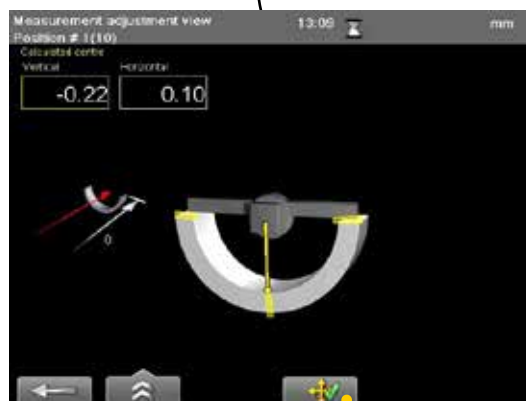 Measurement adjustment view 13:09 mm
Position # 1(10)
Calculated centre
Vertical Horizontal
-0.22 0.10
0